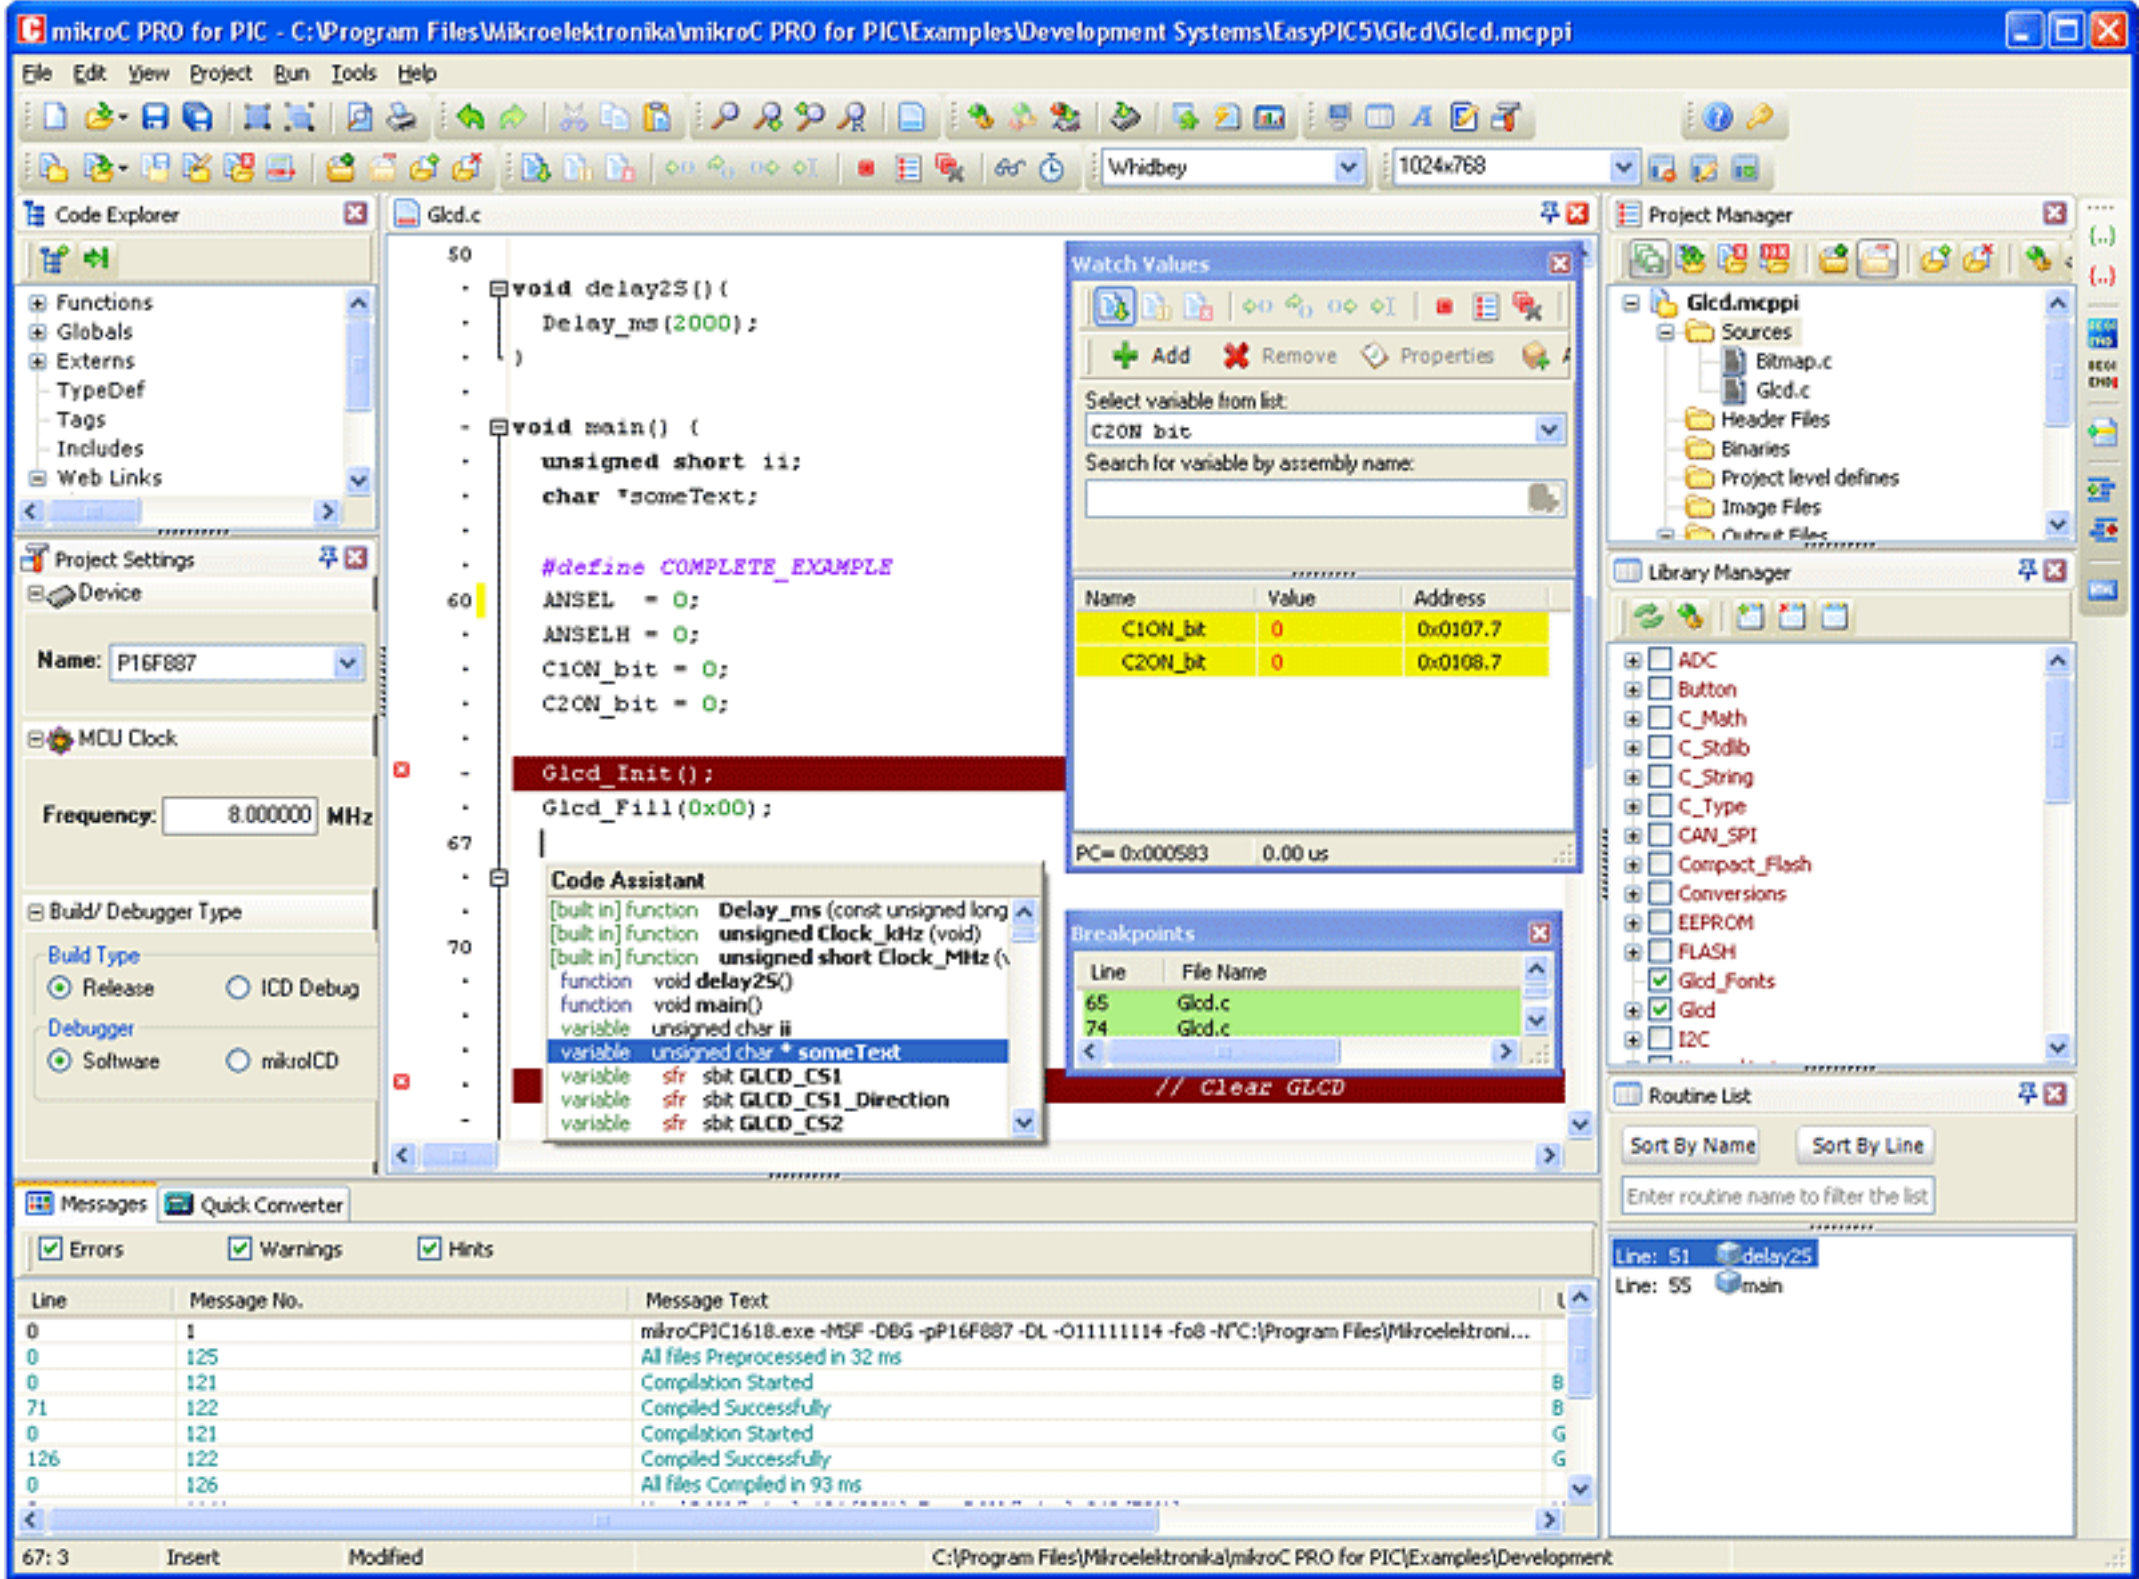 mikroC PRO for PIC - C:\Program Files\Mikroelektronika\mikroC PRO for PIC\Examples\Development Systems\EasyPIC5\Glcd\Glcd.mcppi
File Edit View Project Run Tools Help
Whidbey
1024x768
Code Explorer
Functions
Globals
Externs
TypeDef
Tags
Includes
Web Links
Project Settings
Device
Name: P16F887
MCU Clock
Frequency: 8.000000 MHz
Build/ Debugger Type
Build Type
Release ICD Debug
Debugger
Software mikroICD
Glcd.c
50
void delay2S(){
Delay_ms(2000);
}
void main() {
unsigned short ii;
char *someText;
#define COMPLETE_EXAMPLE
60 ANSEL = 0;
ANSELH = 0;
C1ON_bit = 0;
C2ON_bit = 0;
Glcd_Init();
Glcd_Fill(0x00);
67
70
// Clear GLCD
Code Assistant
[built in] function Delay_ms (const unsigned long
[built in] function unsigned Clock_kHz (void)
[built in] function unsigned short Clock_MHz (v
function void delay2S()
function void main()
variable unsigned char ii
variable unsigned char * someText
variable sfr sbit GLCD_CS1
variable sfr sbit GLCD_CS1_Direction
variable sfr sbit GLCD_CS2
Watch Values
Add Remove Properties
Select variable from list:
C2ON_bit
Search for variable by assembly name:
Name Value Address
C1ON_bit 0 0x0107.7
C2ON_bit 0 0x0108.7
PC= 0x000583 0.00 us
Breakpoints
Line File Name
65 Glcd.c
74 Glcd.c
Project Manager
Glcd.mcppi
Sources
Bitmap.c
Glcd.c
Header Files
Binaries
Project level defines
Image Files
Output Files
Library Manager
ADC
Button
C_Math
C_Stdlib
C_String
C_Type
CAN_SPI
Compact_Flash
Conversions
EEPROM
FLASH
Glcd_Fonts
Glcd
I2C
Routine List
Sort By Name Sort By Line
Enter routine name to filter the list
Line: 51 delay2S
Line: 55 main
Messages Quick Converter
Errors Warnings Hints
Line Message No. Message Text
0 1 mikroCPIC1618.exe -MSF -DBG -pP16F887 -DL -O11111114 -fo8 -N"C:\Program Files\Mikroelektroni...
0 125 All files Preprocessed in 32 ms
0 121 Compilation Started B
71 122 Compiled Successfully B
0 121 Compilation Started G
126 122 Compiled Successfully G
0 126 All files Compiled in 93 ms
67: 3 Insert Modified C:\Program Files\Mikroelektronika\mikroC PRO for PIC\Examples\Development